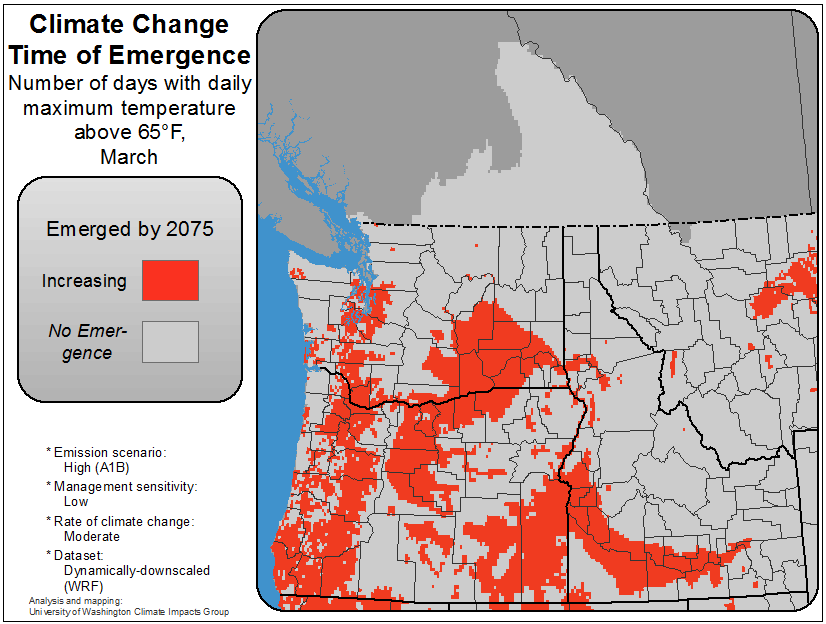 Climate Change
Time of Emergence
Number of days with daily
maximum temperature
above 65°F,
March
Emerged by 2075
Increasing
No Emer-
gence
* Emission scenario:
High (A1B)
* Management sensitivity:
Low
* Rate of climate change:
Moderate
* Dataset:
Dynamically-downscaled
(WRF)
Analysis and mapping:
University of Washington Climate Impacts Group